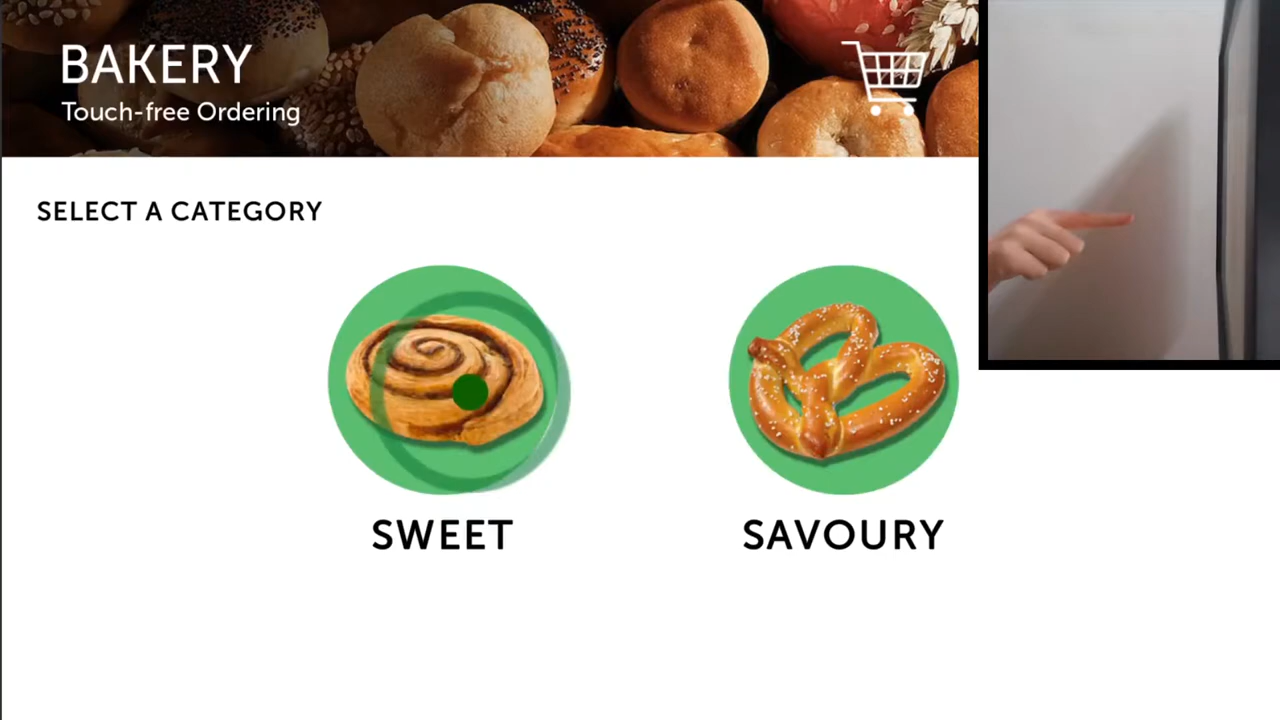 BAKERY
Touch-free Ordering
SELECT A CATEGORY
SWEET
SAVOURY